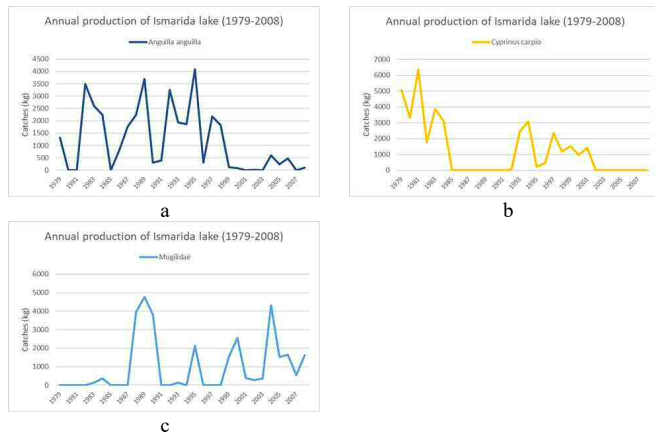 Annual production of Ismarida lake (1979-2008)
Anguilla anguilla
Catches (kg)
4500
4000
3500
3000
2500
2000
1500
1000
500
0
1979 1981 1983 1985 1987 1989 1991 1993 1995 1997 1999 2001 2003 2005 2007
a
Annual production of Ismarida lake (1979-2008)
Cyprinus carpio
Catches (kg)
7000
6000
5000
4000
3000
2000
1000
0
1979 1981 1983 1985 1987 1989 1991 1993 1995 1997 1999 2001 2003 2005 2007
b
Annual production of Ismarida lake (1979-2008)
Mugilidae
Catches (kg)
6000
5000
4000
3000
2000
1000
0
1979 1981 1983 1985 1987 1989 1991 1993 1995 1997 1999 2001 2003 2005 2007
c